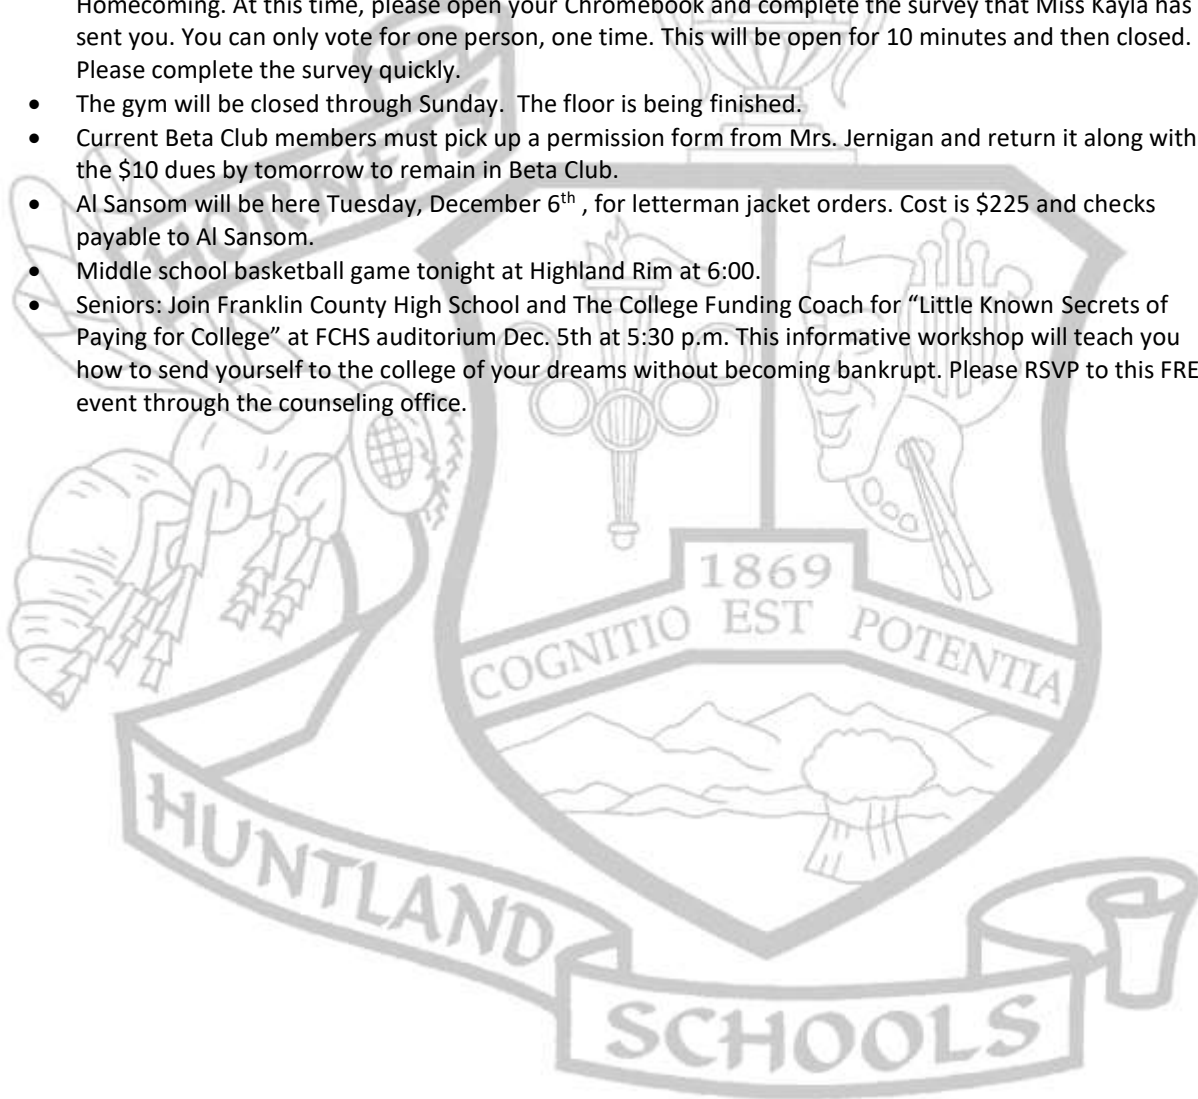 Homecoming. At this time, please open your Chromebook and complete the survey that Miss Kayla has
sent you. You can only vote for one person, one time. This will be open for 10 minutes and then closed.
Please complete the survey quickly.
• The gym will be closed through Sunday.  The floor is being finished.
• Current Beta Club members must pick up a permission form from Mrs. Jernigan and return it along with
the $10 dues by tomorrow to remain in Beta Club.
• Al Sansom will be here Tuesday, December 6th , for letterman jacket orders. Cost is $225 and checks
payable to Al Sansom.
• Middle school basketball game tonight at Highland Rim at 6:00.
• Seniors: Join Franklin County High School and The College Funding Coach for “Little Known Secrets of
Paying for College” at FCHS auditorium Dec. 5th at 5:30 p.m. This informative workshop will teach you
how to send yourself to the college of your dreams without becoming bankrupt. Please RSVP to this FRE
event through the counseling office.
HORNETS
1869
COGNITIO EST POTENTIA
HUNTLAND
SCHOOLS